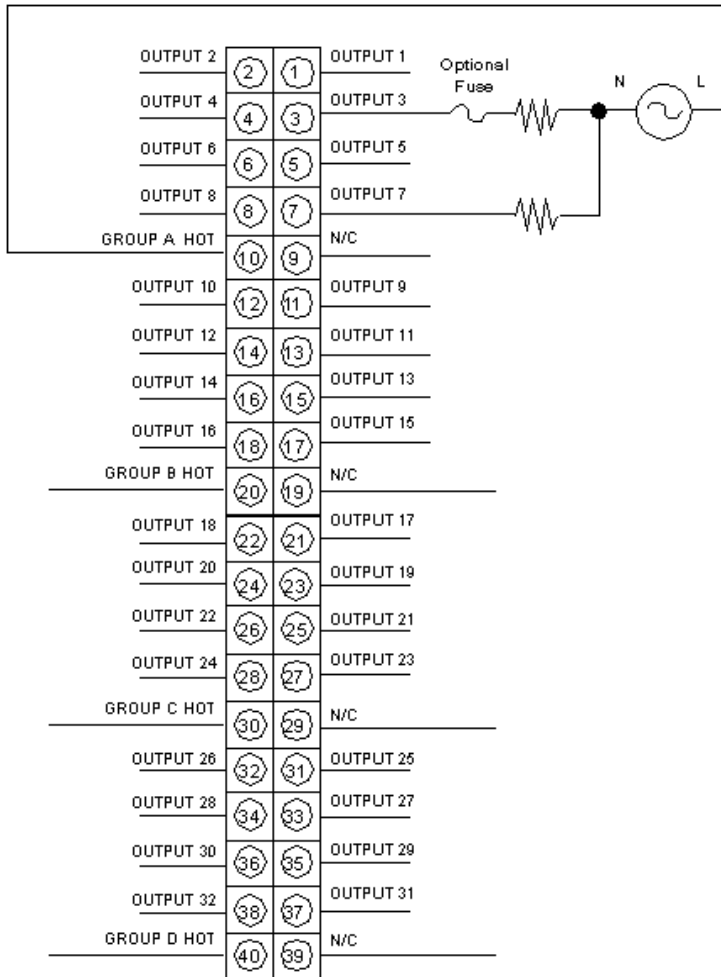 OUTPUT 2 2 1 OUTPUT 1
Optional
Fuse
N L
OUTPUT 4 4 3 OUTPUT 3
OUTPUT 6 6 5 OUTPUT 5
OUTPUT 8 8 7 OUTPUT 7
GROUP A HOT 10 9 N/C
OUTPUT 10 12 11 OUTPUT 9
OUTPUT 12 14 13 OUTPUT 11
OUTPUT 14 16 15 OUTPUT 13
OUTPUT 16 18 17 OUTPUT 15
GROUP B HOT 20 19 N/C
OUTPUT 18 22 21 OUTPUT 17
OUTPUT 20 24 23 OUTPUT 19
OUTPUT 22 26 25 OUTPUT 21
OUTPUT 24 28 27 OUTPUT 23
GROUP C HOT 30 29 N/C
OUTPUT 26 32 31 OUTPUT 25
OUTPUT 28 34 33 OUTPUT 27
OUTPUT 30 36 35 OUTPUT 29
OUTPUT 32 38 37 OUTPUT 31
GROUP D HOT 40 39 N/C